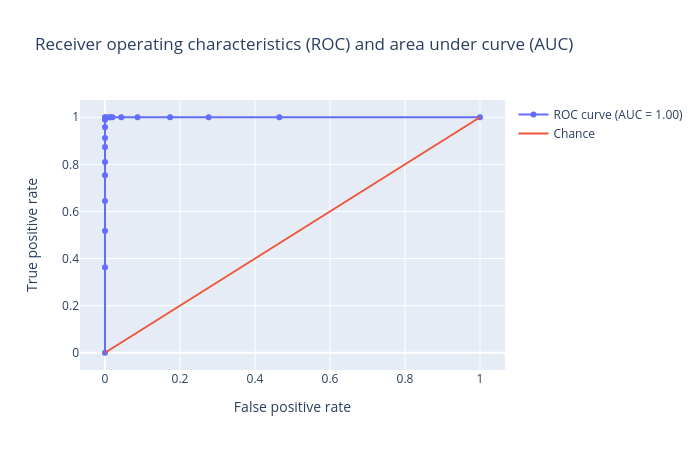 Receiver operating characteristics (ROC) and area under curve (AUC)
ROC curve (AUC = 1.00)
Chance
True positive rate
1
0.8
0.6
0.4
0.2
0
0 0.2 0.4 0.6 0.8 1
False positive rate